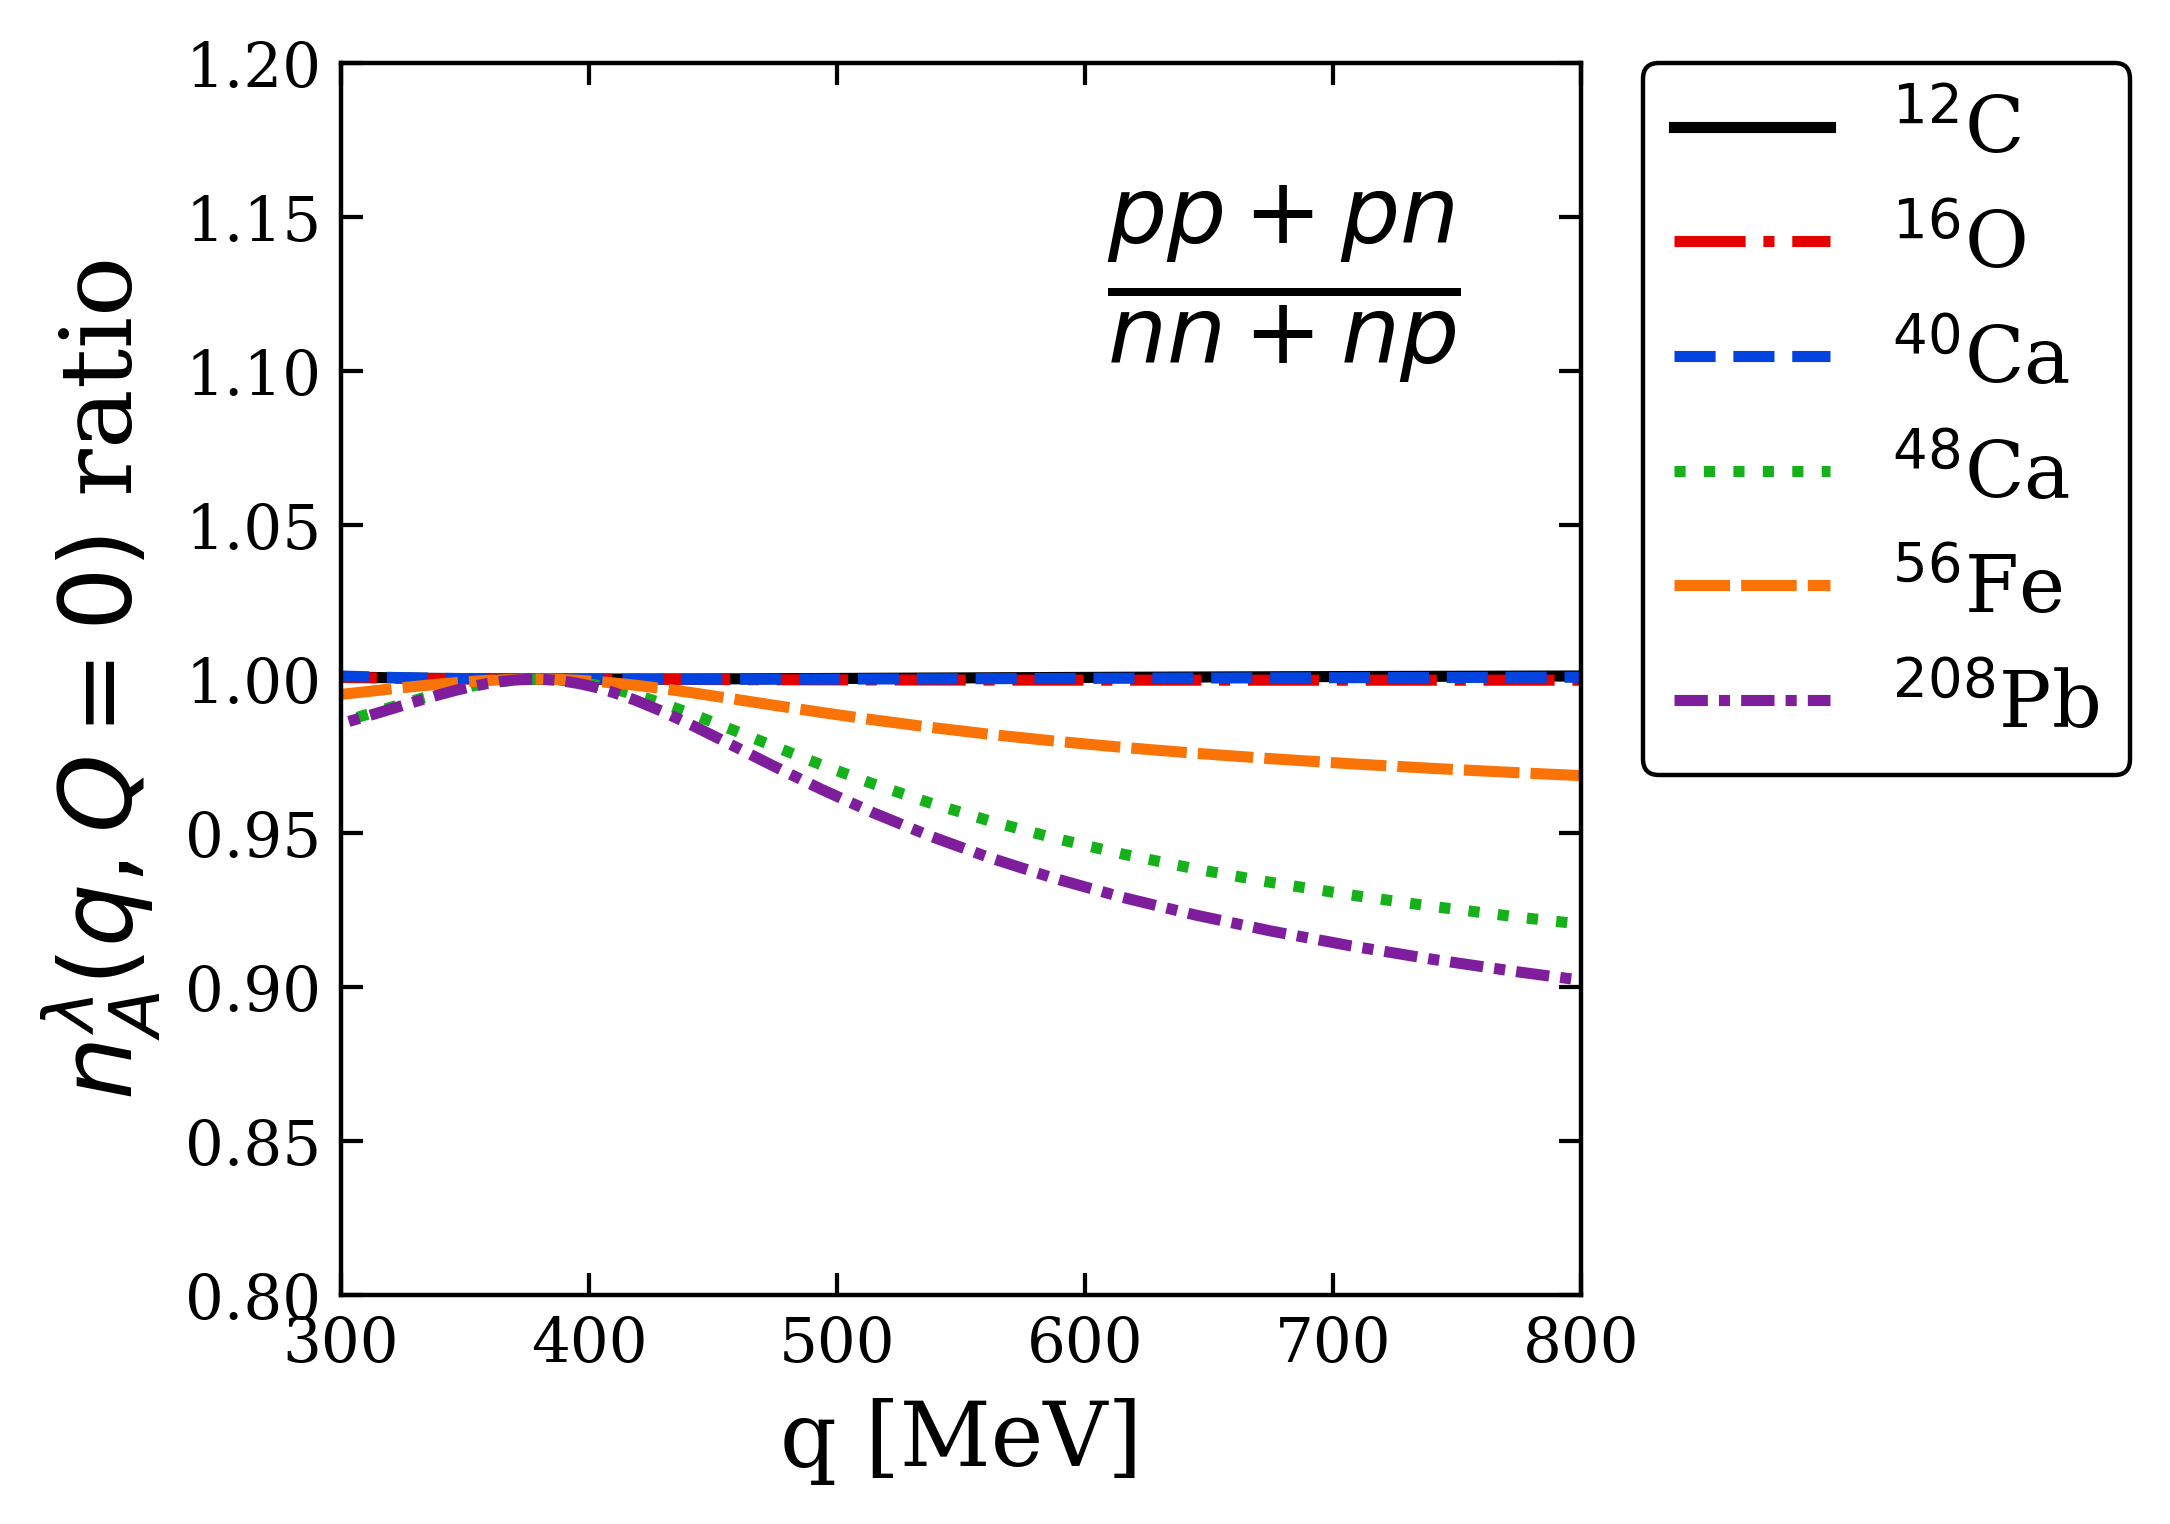 n_A^λ(q, Q = 0) ratio
1.20
1.15
1.10
1.05
1.00
0.95
0.90
0.85
0.80
300 400 500 600 700 800
q [MeV]
pp + pn
nn + np
¹²C
¹⁶O
⁴⁰Ca
⁴⁸Ca
⁵⁶Fe
²⁰⁸Pb